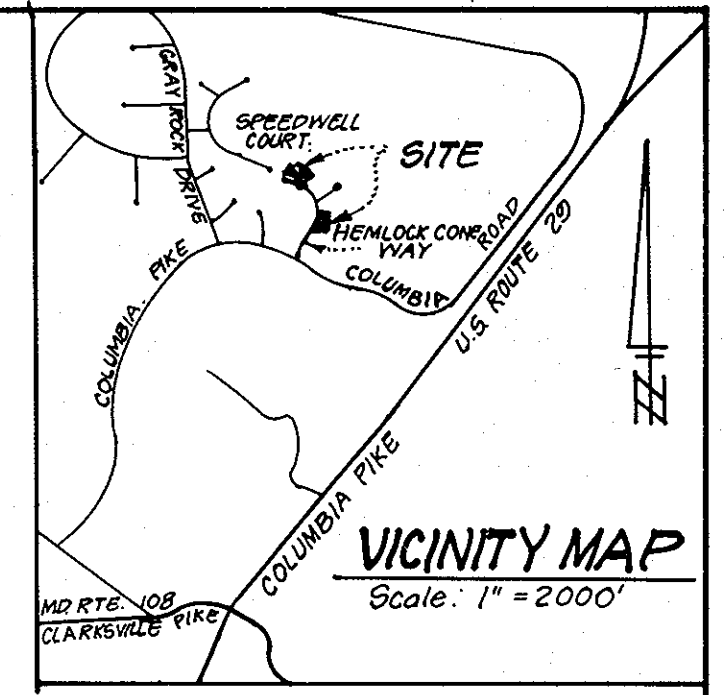 GRAY ROCK DRIVE
SPEEDWELL
COURT
SITE
HEMLOCK CONE
WAY
COLUMBIA ROAD
COLUMBIA PIKE
U.S. ROUTE 29
COLUMBIA PIKE
VICINITY MAP
Scale: 1" = 2000'
MD. RTE. 108
CLARKSVILLE PIKE
N